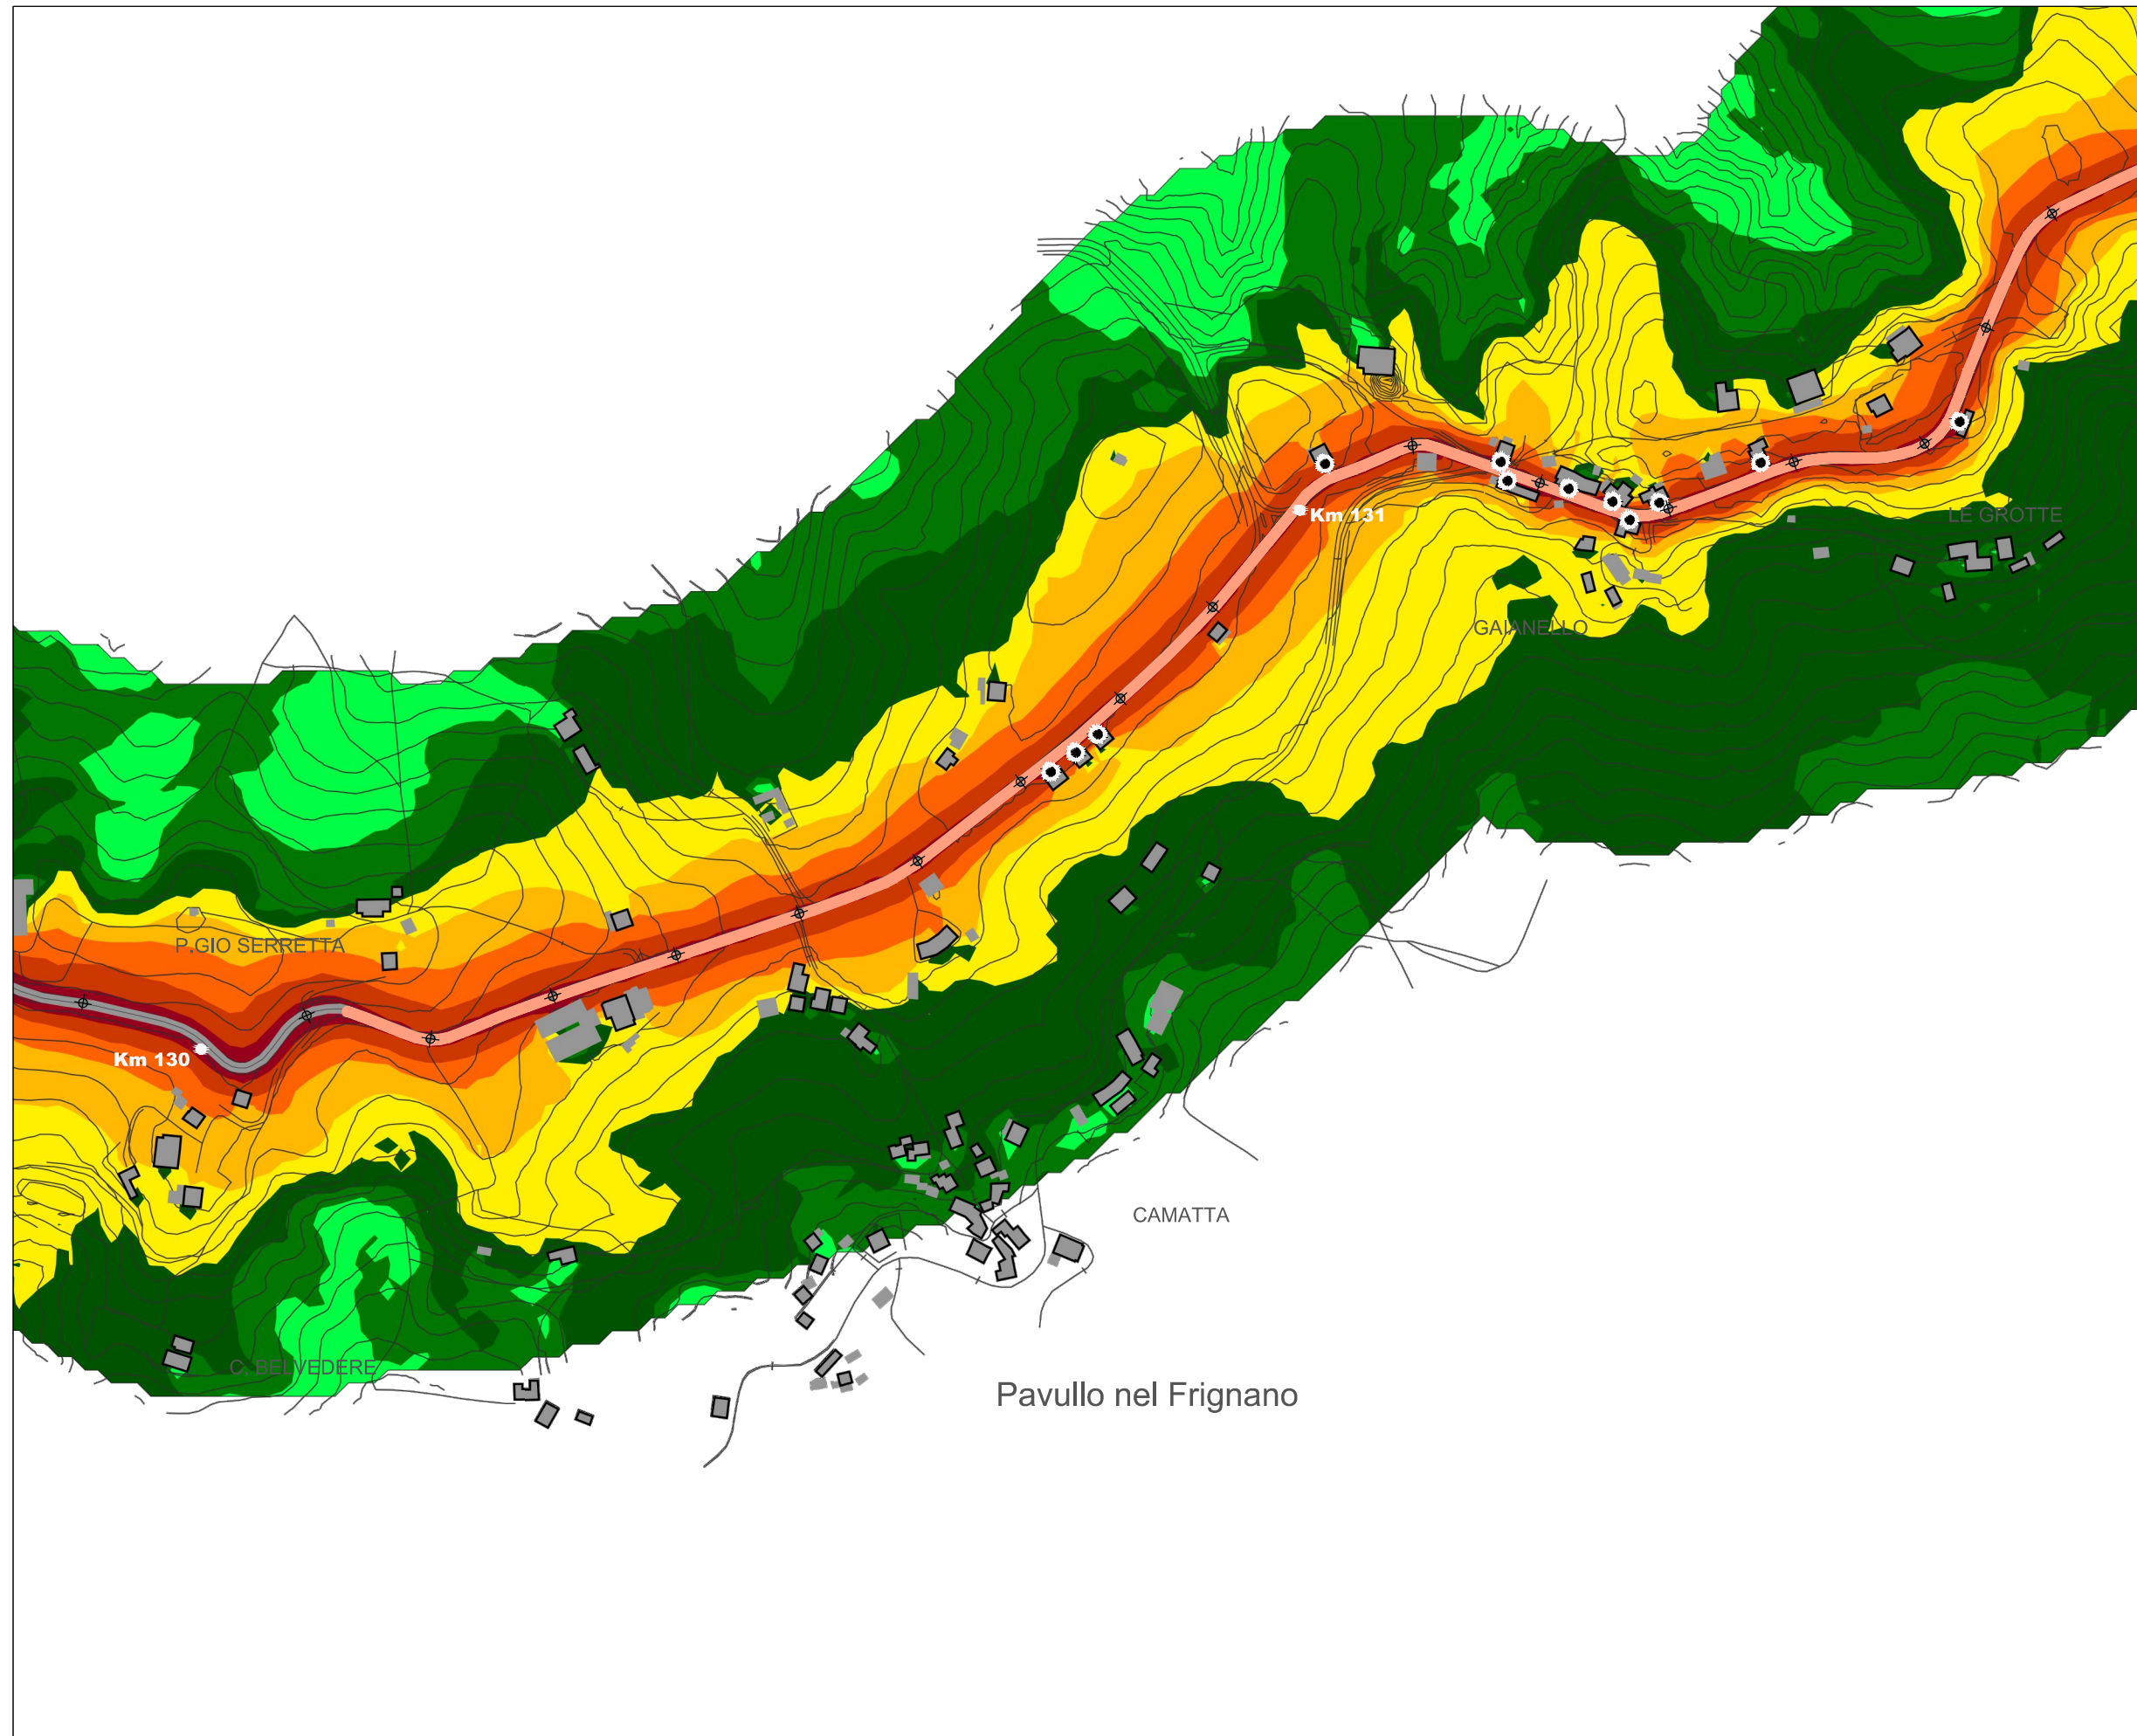 Km 131
LE GROTTE
GAIANELLO
P.GIO SERRETTA
Km 130
CAMATTA
C. BELVEDERE
Pavullo nel Frignano